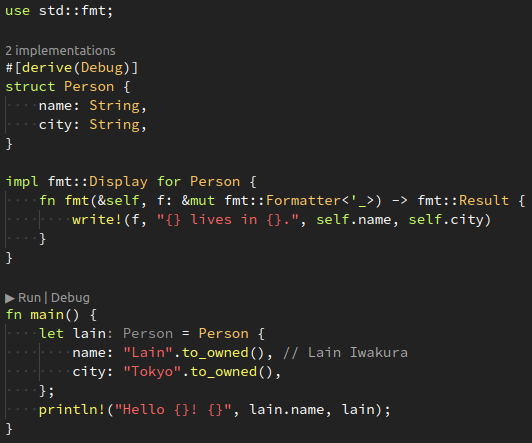 use std::fmt;
2 implementations
#[derive(Debug)]
struct Person {
    name: String,
    city: String,
}
impl fmt::Display for Person {
    fn fmt(&self, f: &mut fmt::Formatter<'_>) -> fmt::Result {
        write!(f, "{} lives in {}.", self.name, self.city)
    }
}
▶ Run | Debug
fn main() {
    let lain: Person = Person {
        name: "Lain".to_owned(), // Lain Iwakura
        city: "Tokyo".to_owned(),
    };
    println!("Hello {}! {}", lain.name, lain);
}